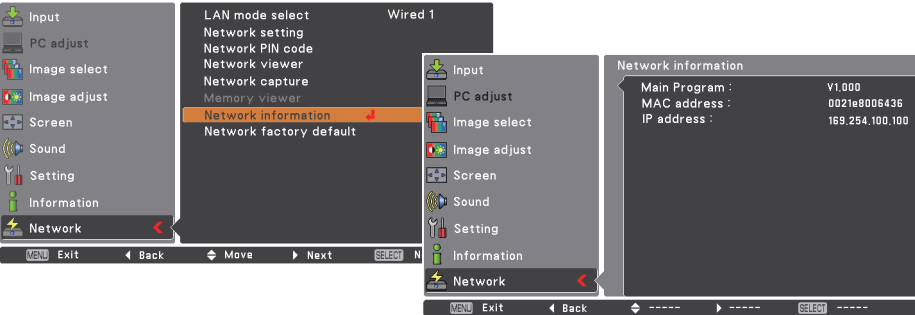 Input
PC adjust
Image select
Image adjust
Screen
Sound
Setting
Information
Network
LAN mode select Wired 1
Network setting
Network PIN code
Network viewer
Network capture
Memory viewer
Network information
Network factory default
MENU Exit Back Move Next SELECT N
Input
PC adjust
Image select
Image adjust
Screen
Sound
Setting
Information
Network
Network information
Main Program : V1.000
MAC address : 0021e8006436
IP address : 169.254.100.100
MENU Exit Back ----- ----- SELECT -----